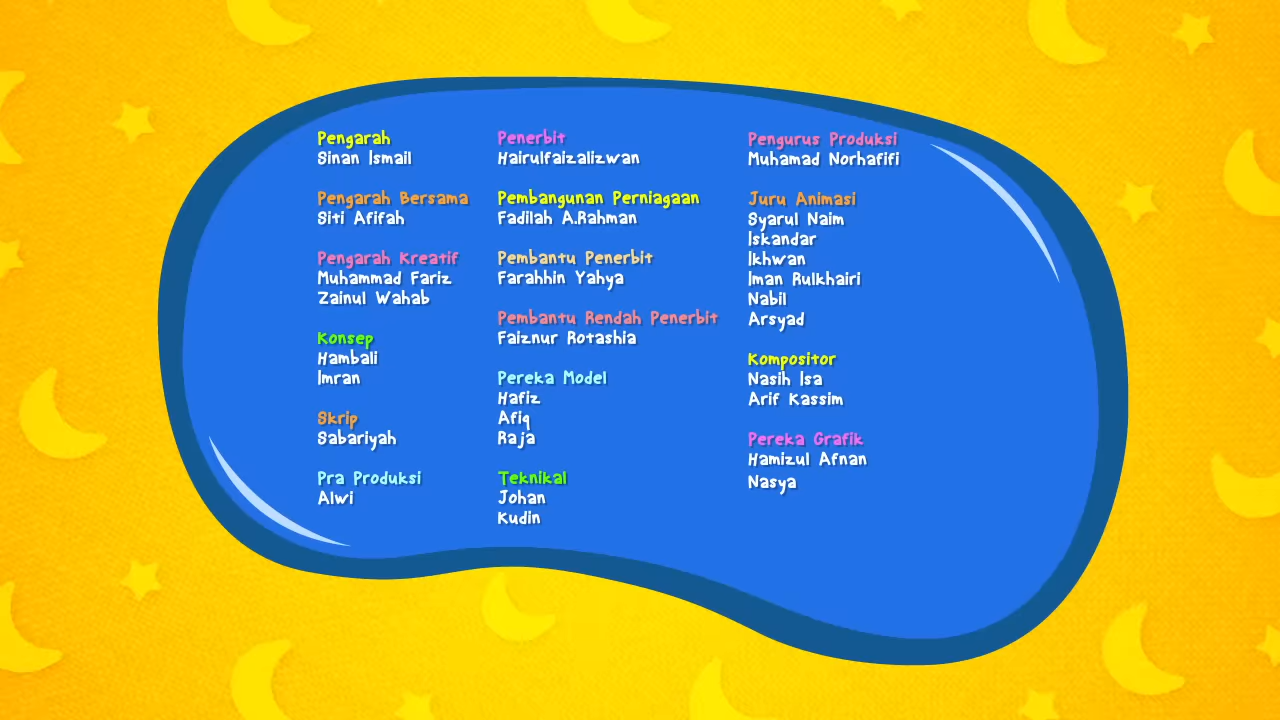 Pengarah
Sinan Ismail
Pengarah Bersama
Siti Afifah
Pengarah Kreatif
Muhammad Fariz
Zainul Wahab
Konsep
Hambali
Imran
Skrip
Sabariyah
Pra Produksi
Alwi
Penerbit
Hairulfaizalizwan
Pembangunan Perniagaan
Fadilah A.Rahman
Pembantu Penerbit
Farahhin Yahya
Pembantu Rendah Penerbit
Faiznur Rotashia
Pereka Model
Hafiz
Afiq
Raja
Teknikal
Johan
Kudin
Pengurus Produksi
Muhamad Norhafifi
Juru Animasi
Syarul Naim
Iskandar
Ikhwan
Iman Rulkhairi
Nabil
Arsyad
Kompositor
Nasih Isa
Arif Kassim
Pereka Grafik
Hamizul Afnan
Nasya